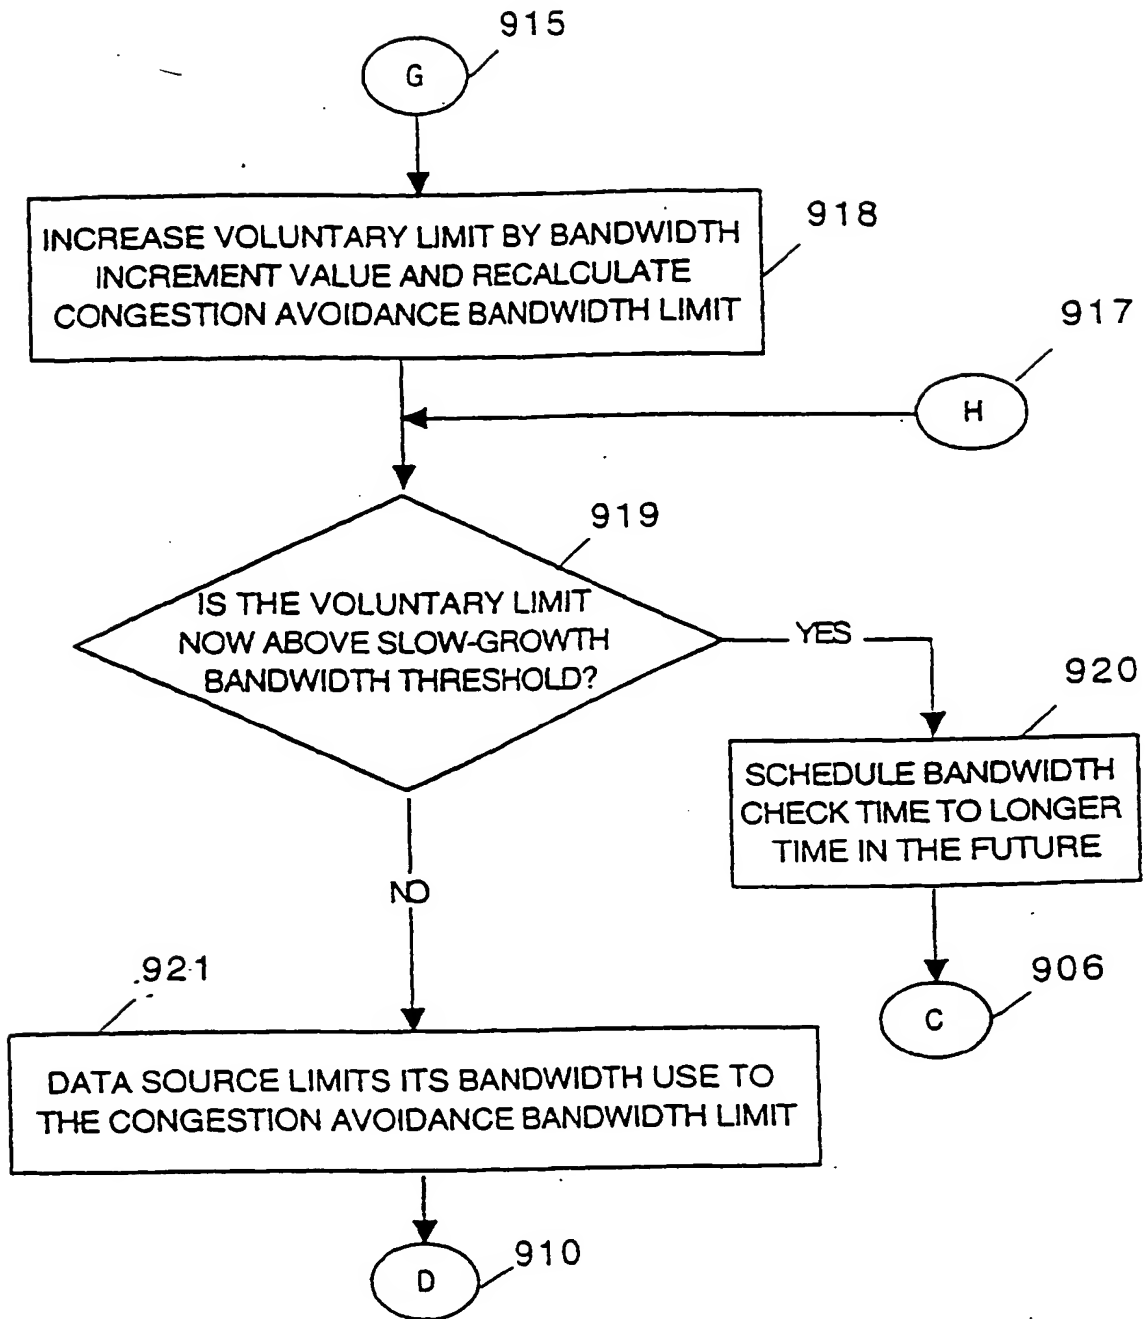 915
G
918
INCREASE VOLUNTARY LIMIT BY BANDWIDTH
INCREMENT VALUE AND RECALCULATE
CONGESTION AVOIDANCE BANDWIDTH LIMIT
917
H
919
IS THE VOLUNTARY LIMIT
NOW ABOVE SLOW-GROWTH
BANDWIDTH THRESHOLD?
YES
920
SCHEDULE BANDWIDTH
CHECK TIME TO LONGER
TIME IN THE FUTURE
NO
906
C
921
DATA SOURCE LIMITS ITS BANDWIDTH USE TO
THE CONGESTION AVOIDANCE BANDWIDTH LIMIT
910
D